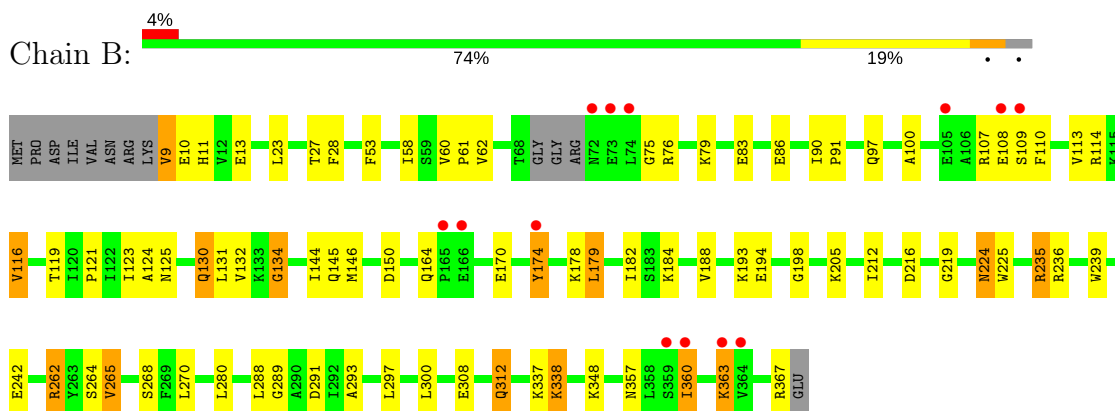 4%
Chain B:
74% 19% • •
MET PRO ASP ILE VAL ASN ARG LYS V9 E10 H11 V12 E13 L23 T27 F28 F53 I58 S59 V60 P61 V62 T68 GLY GLY ARG N72 E73 L74 G75 R76 K79 E83 E86 I90 P91 Q97 A100 E105 A106 R107 E108 S109 F110 V113 R114 K115
V116 T119 I120 P121 I122 I123 A124 N125 Q130 L131 V132 K133 G134 I144 Q145 M146 D150 Q164 P165 E166 E170 Y174 K178 L179 I182 S183 K184 V188 K193 E194 G198 K205 I212 D216 G219 N224 W225 R235 R236 W239
E242 R262 Y263 S264 V265 S268 F269 L270 L280 L288 G289 A290 D291 I292 A293 L297 L300 E308 Q312 K337 K338 K348 N357 L358 S359 I360 K363 V364 R367 GLU